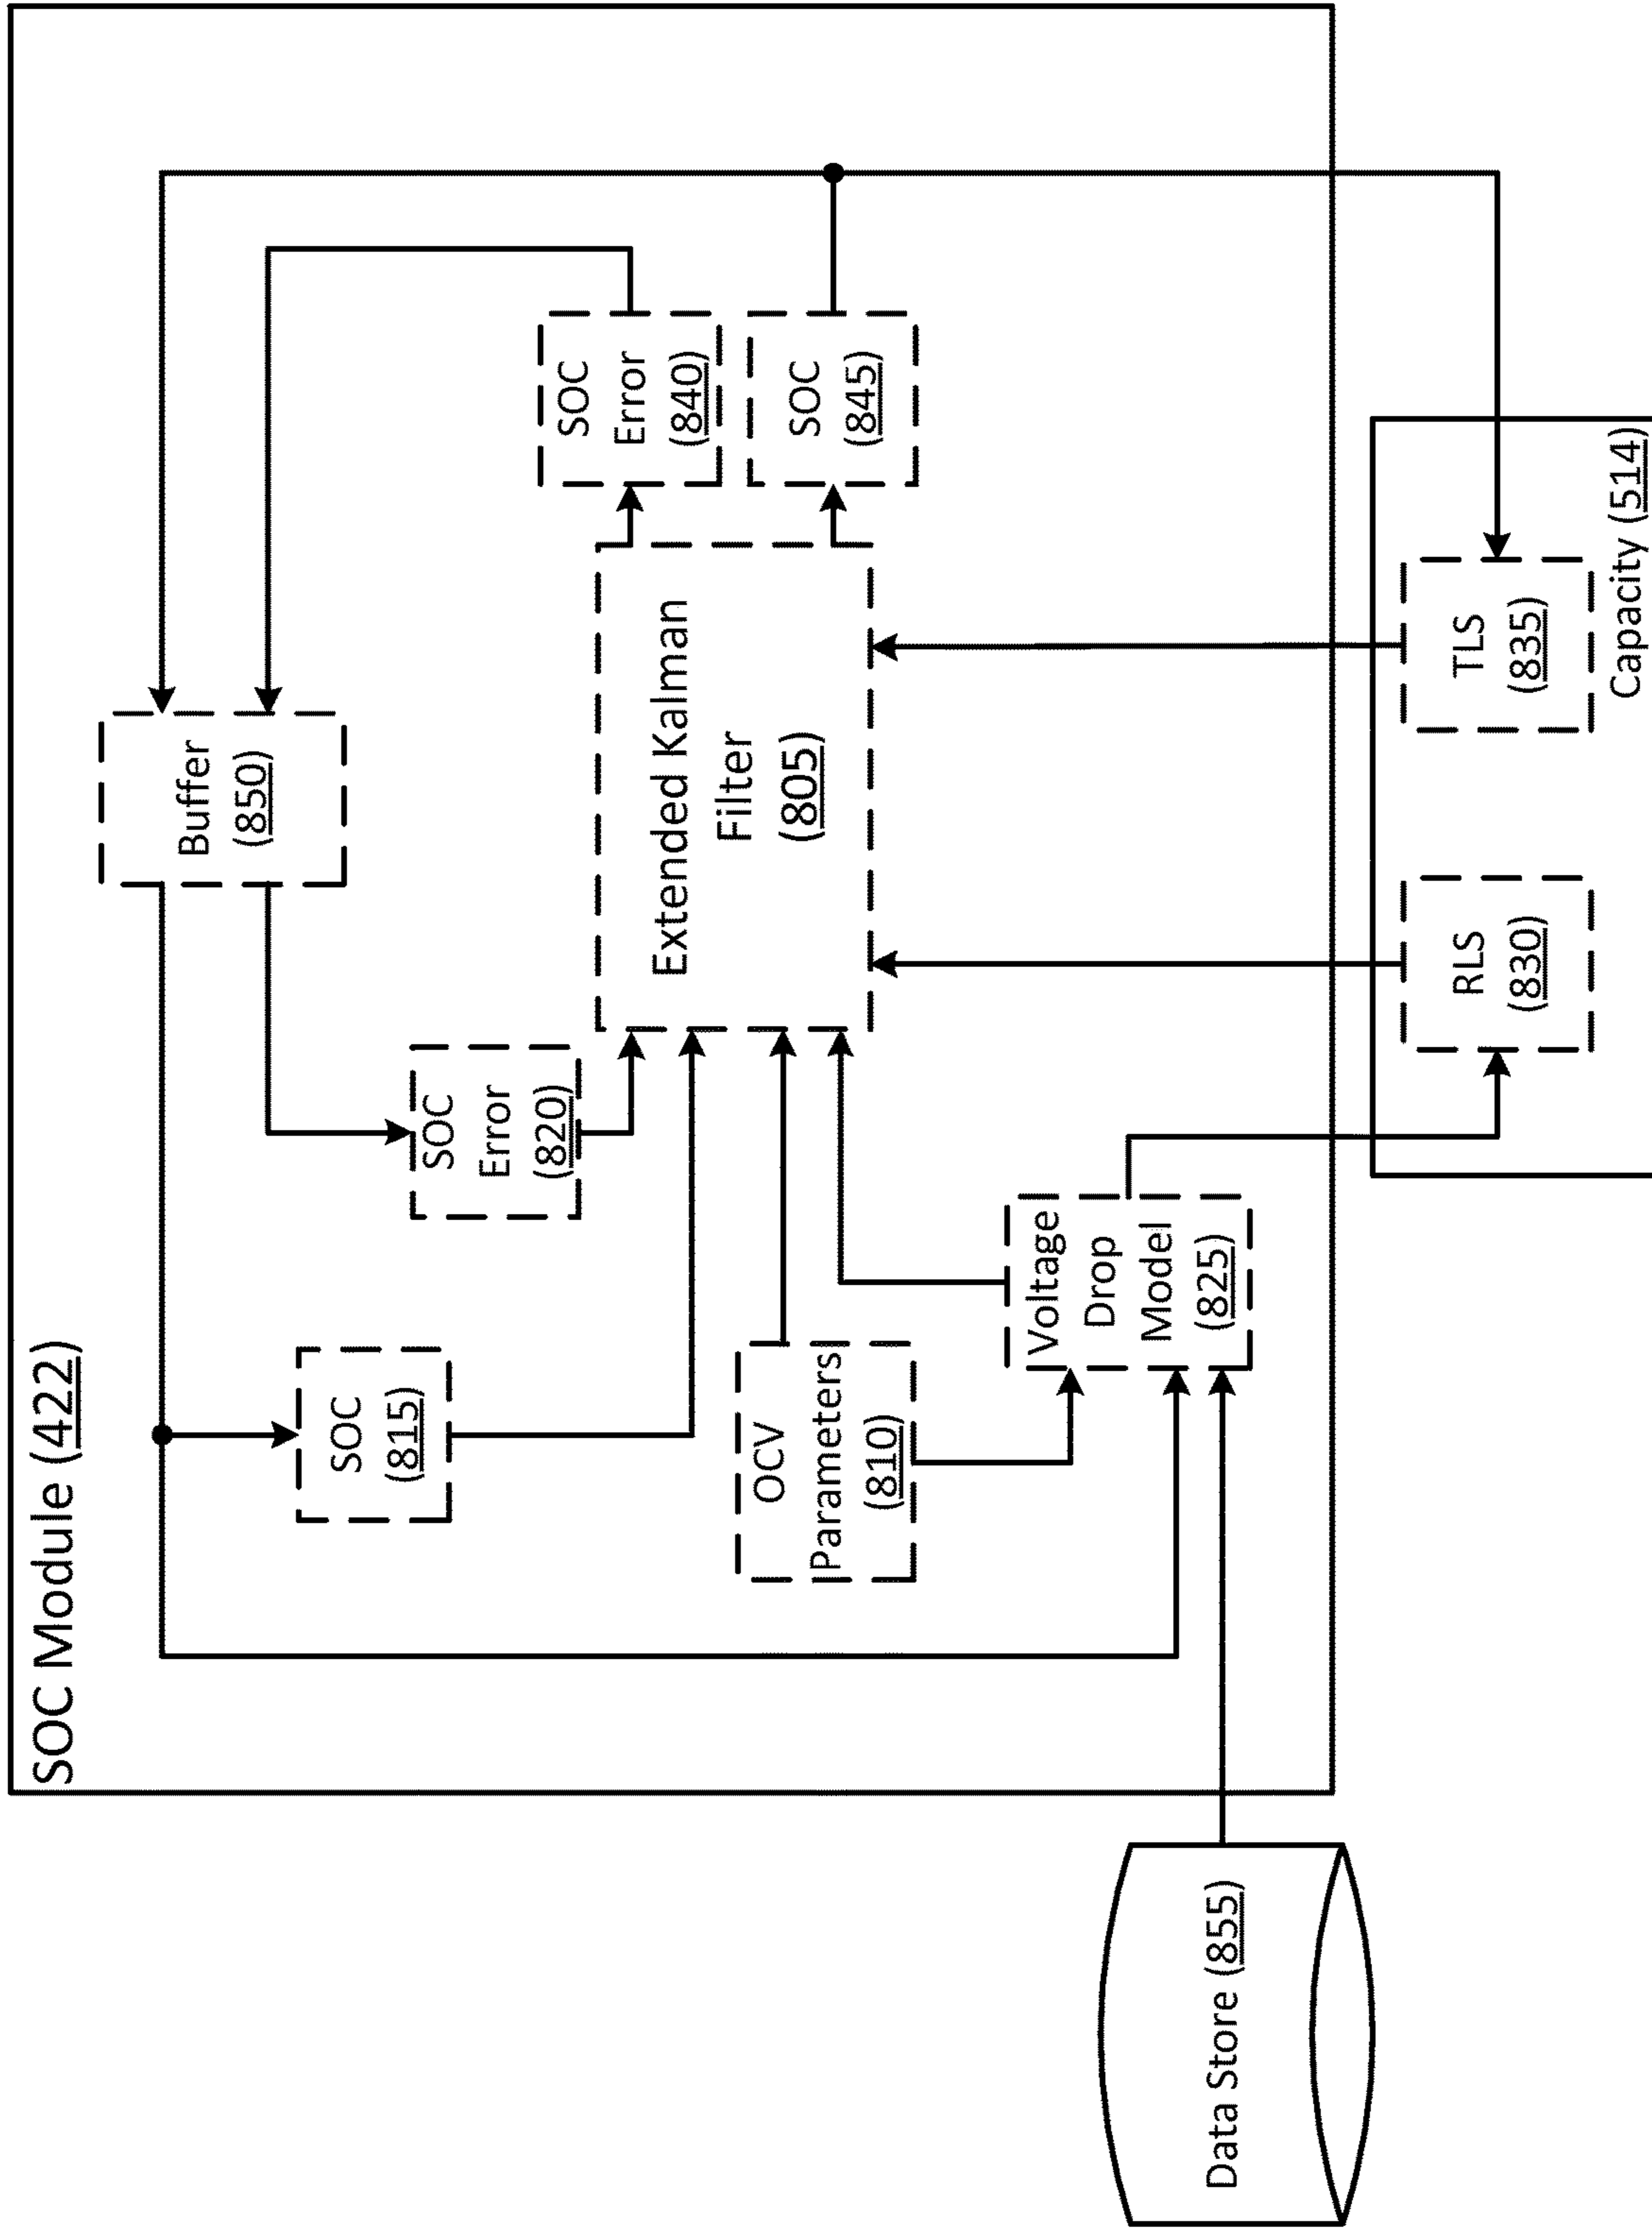 SOC Module (422)
Buffer
(850)
SOC
(815)
SOC
Error
(820)
SOC
Error
(840)
Extended Kalman
Filter
(805)
SOC
(845)
OCV
Parameters
(810)
Voltage
Drop
Model
(825)
Data Store (855)
RLS
(830)
TLS
(835)
Capacity (514)